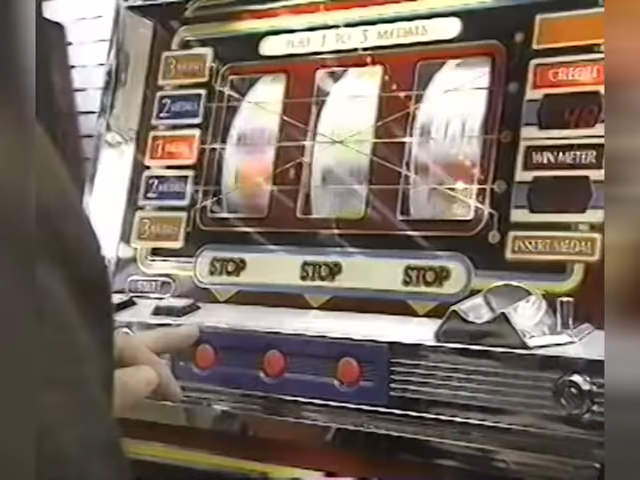 PLAY 1 TO 3 MEDALS
3 MEDALS
2 MEDALS
1 MEDAL
2 MEDALS
3 MEDALS
CREDIT
48
WIN METER
INSERT MEDAL
STOP STOP STOP